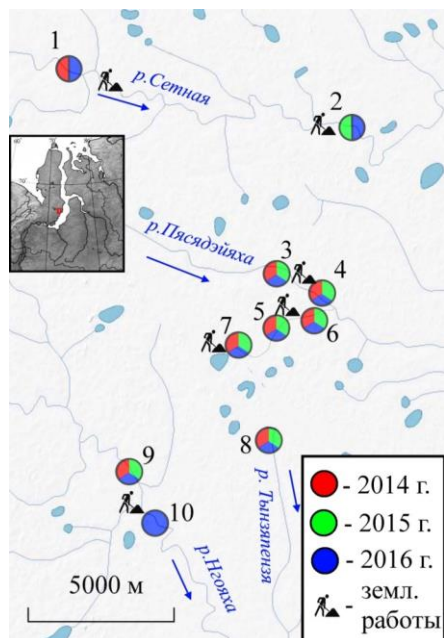 1
р.Сетная
2
р.Пясядэйяха
3
4
5
6
7
8
9
10
р. Тынзяпензя
р.Нгояха
5000 м
- 2014 г.
- 2015 г.
- 2016 г.
- земл.
работы